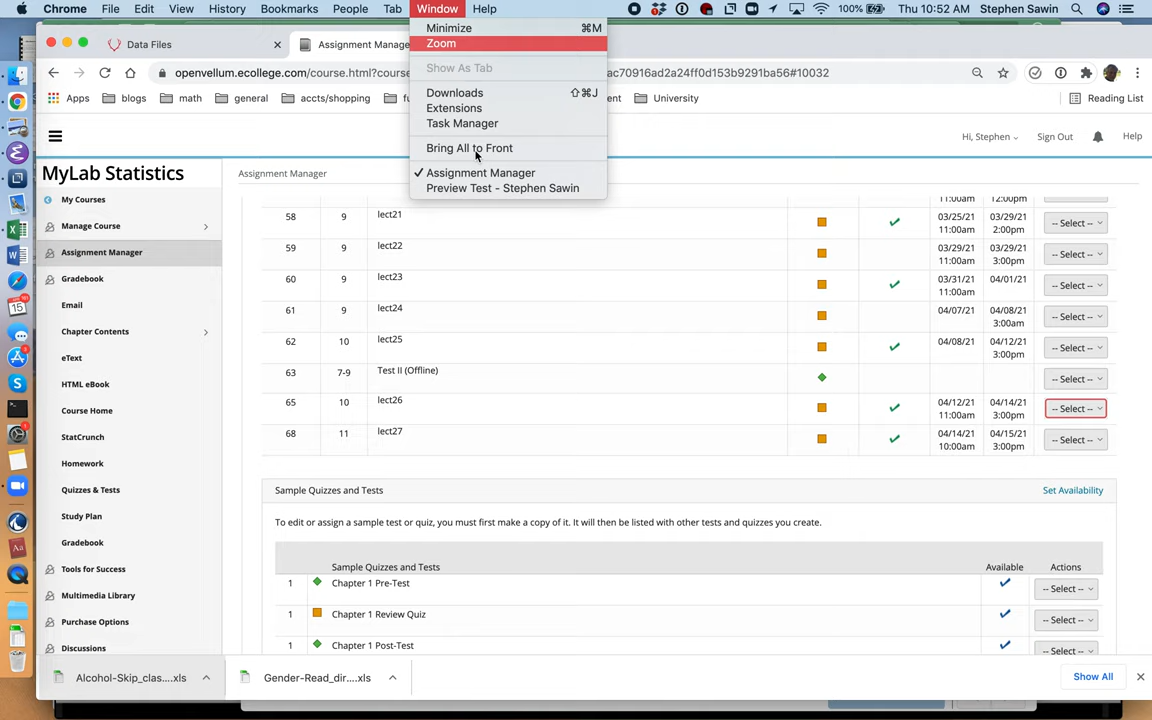 Chrome File Edit View History Bookmarks People Tab Window Help 100% Thu 10:52 AM Stephen Sawin
Minimize ⌘M
Zoom
Show As Tab
Downloads ⇧⌘J
Extensions
Task Manager
Bring All to Front
✓ Assignment Manager
Preview Test - Stephen Sawin
Data Files Assignment Manage
openvellum.ecollege.com/course.html?course ac70916ad2a24ff0d153b9291ba56#10032
Apps blogs math general accts/shopping fu ent University Reading List
Hi, Stephen Sign Out Help
MyLab Statistics
My Courses
Manage Course
Assignment Manager
Gradebook
Email
Chapter Contents
eText
HTML eBook
Course Home
StatCrunch
Homework
Quizzes & Tests
Study Plan
Gradebook
Tools for Success
Multimedia Library
Purchase Options
Discussions
Assignment Manager
11:00am 12:00pm
58 9 lect21 03/25/21 11:00am 03/29/21 2:00pm -- Select --
59 9 lect22 03/29/21 11:00am 03/29/21 3:00pm -- Select --
60 9 lect23 03/31/21 11:00am 04/01/21 -- Select --
61 9 lect24 04/07/21 04/08/21 3:00am -- Select --
62 10 lect25 04/08/21 04/12/21 3:00pm -- Select --
63 7-9 Test II (Offline) -- Select --
65 10 lect26 04/12/21 11:00am 04/14/21 3:00pm -- Select --
68 11 lect27 04/14/21 10:00am 04/15/21 3:00pm -- Select --
Sample Quizzes and Tests Set Availability
To edit or assign a sample test or quiz, you must first make a copy of it. It will then be listed with other tests and quizzes you create.
Sample Quizzes and Tests Available Actions
1 Chapter 1 Pre-Test -- Select --
1 Chapter 1 Review Quiz -- Select --
1 Chapter 1 Post-Test -- Select --
Alcohol-Skip_clas....xls Gender-Read_dir....xls Show All